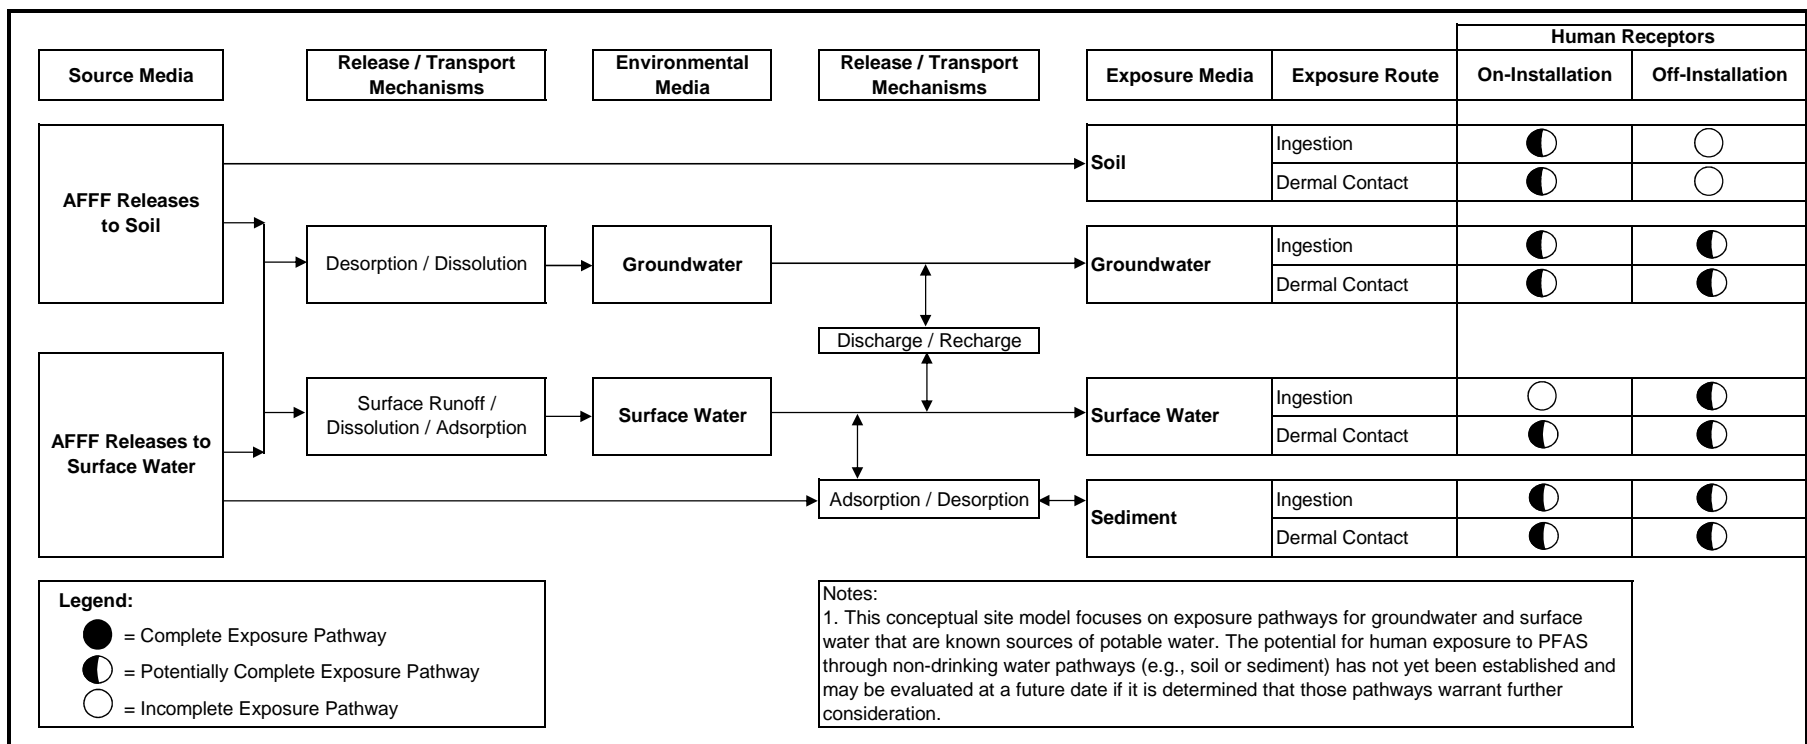 Human Receptors
Source Media
Release / Transport
Mechanisms
Environmental
Media
Release / Transport
Mechanisms
Exposure Media
Exposure Route
On-Installation
Off-Installation
AFFF Releases
to Soil
Soil
Ingestion
Dermal Contact
Desorption / Dissolution
Groundwater
Groundwater
Ingestion
Dermal Contact
Discharge / Recharge
AFFF Releases to
Surface Water
Surface Runoff /
Dissolution / Adsorption
Surface Water
Surface Water
Ingestion
Dermal Contact
Adsorption / Desorption
Sediment
Ingestion
Dermal Contact
Legend:
= Complete Exposure Pathway
= Potentially Complete Exposure Pathway
= Incomplete Exposure Pathway
Notes:
1. This conceptual site model focuses on exposure pathways for groundwater and surface
water that are known sources of potable water. The potential for human exposure to PFAS
through non-drinking water pathways (e.g., soil or sediment) has not yet been established and
may be evaluated at a future date if it is determined that those pathways warrant further
consideration.